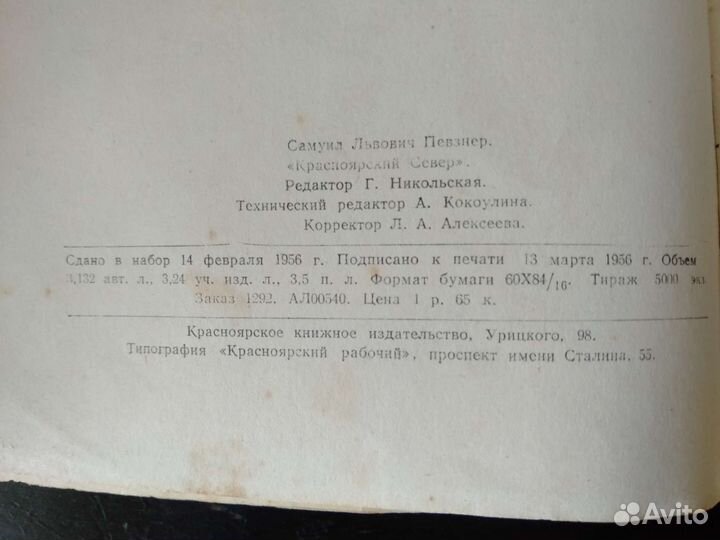 Самуил Львович Певзнер.
«Красноярский Север».
Редактор Г. Никольская.
Технический редактор А. Кокоулина.
Корректор Л. А. Алексеева.
Сдано в набор 14 февраля 1956 г. Подписано к печати 13 марта 1956 г. Объем
3,132 авт. л., 3,24 уч. изд. л., 3,5 п. л. Формат бумаги 60X84/16. Тираж 5000 экз.
Заказ 1292. АЛ00540. Цена 1 р. 65 к.
Красноярское книжное издательство, Урицкого, 98.
Типография «Красноярский рабочий», проспект имени Сталина, 55.
Avito